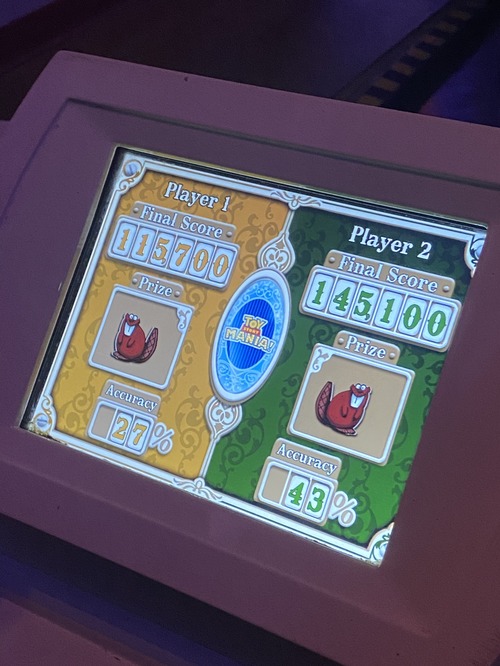 Player 1
Final Score
115,700
Prize
Accuracy
27%
TOY
STORY
MANIA!
Player 2
Final Score
145,100
Prize
Accuracy
43%